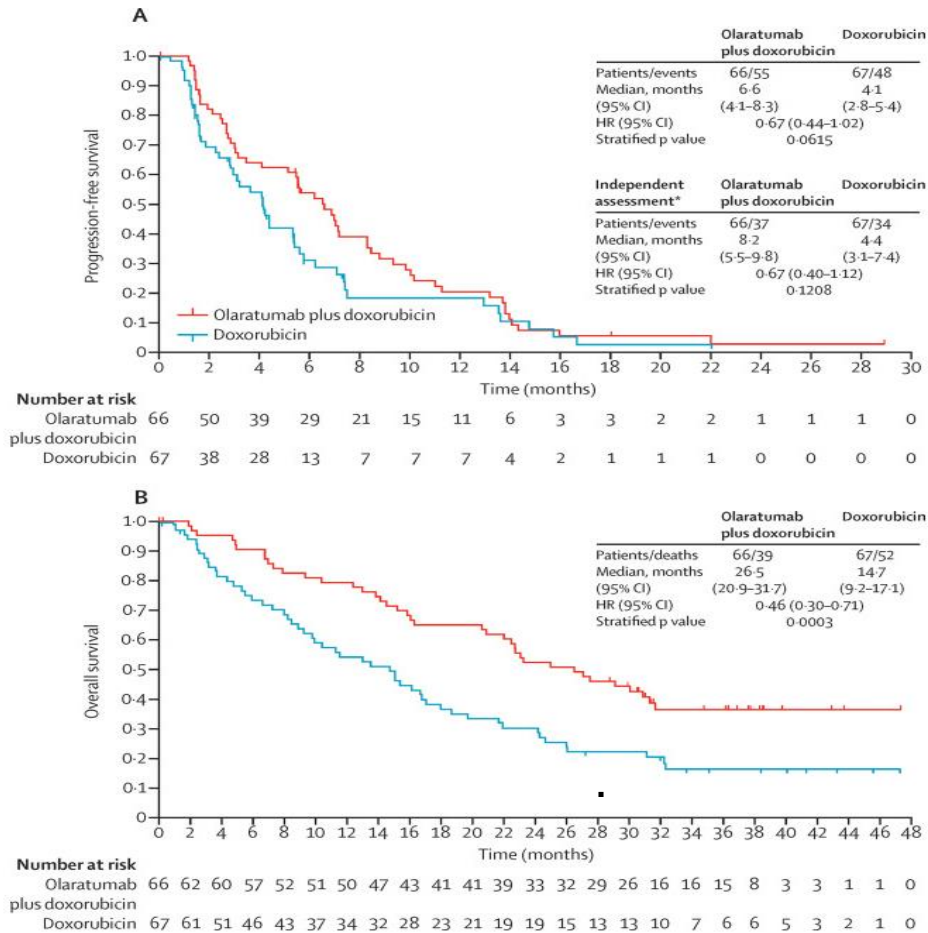 A
Olaratumab Doxorubicin
plus doxorubicin
Patients/events 66/55 67/48
Median, months 6·6 4·1
(95% CI) (4·1–8·3) (2·8–5·4)
HR (95% CI) 0·67 (0·44–1·02)
Stratified p value 0·0615
Independent Olaratumab Doxorubicin
assessment* plus doxorubicin
Patients/events 66/37 67/34
Median, months 8·2 4·4
(95% CI) (5·5–9·8) (3·1–7·4)
HR (95% CI) 0·67 (0·40–1·12)
Stratified p value 0·1208
Progression-free survival
1·0
0·9
0·8
0·7
0·6
0·5
0·4
0·3
0·2
0·1
0
Olaratumab plus doxorubicin
Doxorubicin
0 2 4 6 8 10 12 14 16 18 20 22 24 26 28 30
Time (months)
Number at risk
Olaratumab 66 50 39 29 21 15 11 6 3 3 2 2 1 1 1 0
plus doxorubicin
Doxorubicin 67 38 28 13 7 7 7 4 2 1 1 1 0 0 0 0
B
Olaratumab Doxorubicin
plus doxorubicin
Patients/deaths 66/39 67/52
Median, months 26·5 14·7
(95% CI) (20·9–31·7) (9·2–17·1)
HR (95% CI) 0·46 (0·30–0·71)
Stratified p value 0·0003
Overall survival
1·0
0·9
0·8
0·7
0·6
0·5
0·4
0·3
0·2
0·1
0
0 2 4 6 8 10 12 14 16 18 20 22 24 26 28 30 32 34 36 38 40 42 44 46 48
Time (months)
Number at risk
Olaratumab 66 62 60 57 52 51 50 47 43 41 41 39 33 32 29 26 16 16 15 8 3 3 1 1 0
plus doxorubicin
Doxorubicin 67 61 51 46 43 37 34 32 28 23 21 19 19 15 13 13 10 7 6 6 5 3 2 1 0